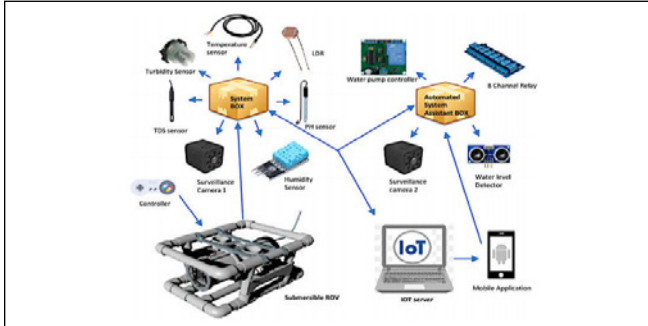 Temperature
sensor
LDR
Turbidity Sensor
System
BOX
TDS sensor
PH sensor
Surveillance
Camera 1
Humidity
Sensor
Controller
Submersible ROV
Water pump controller
8 Channel Relay
Automated
System
Assistant BOX
Surveillance
camera 2
Water level
Detector
IoT
IOT server
Mobile Application